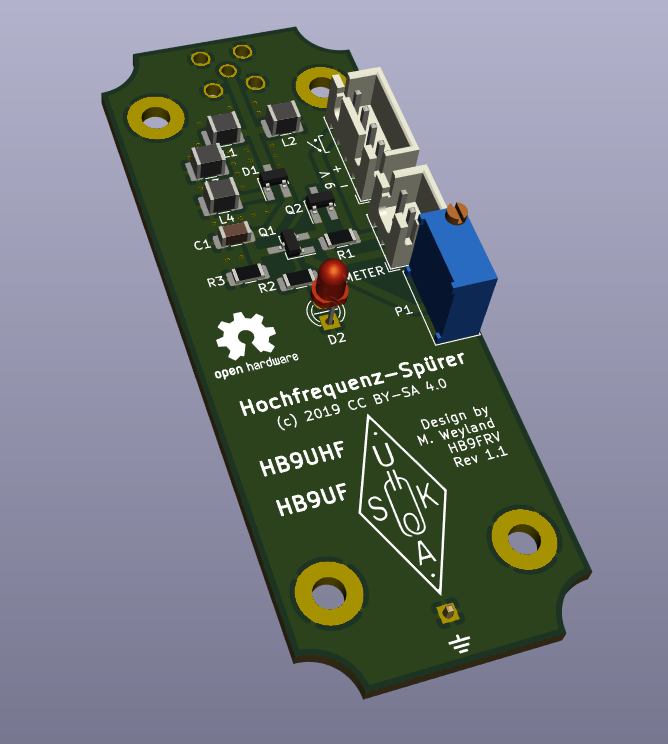 L1
L2
D1
L4
Q2
+
9 V
-
C1
Q1
R1
R3
R2
METER
P1
D2
open hardware
Hochfrequenz-Spürer
(c) 2019 CC BY-SA 4.0
Design by
M. Weyland
HB9FRV
Rev 1.1
HB9UHF
HB9UF
U
S K
A